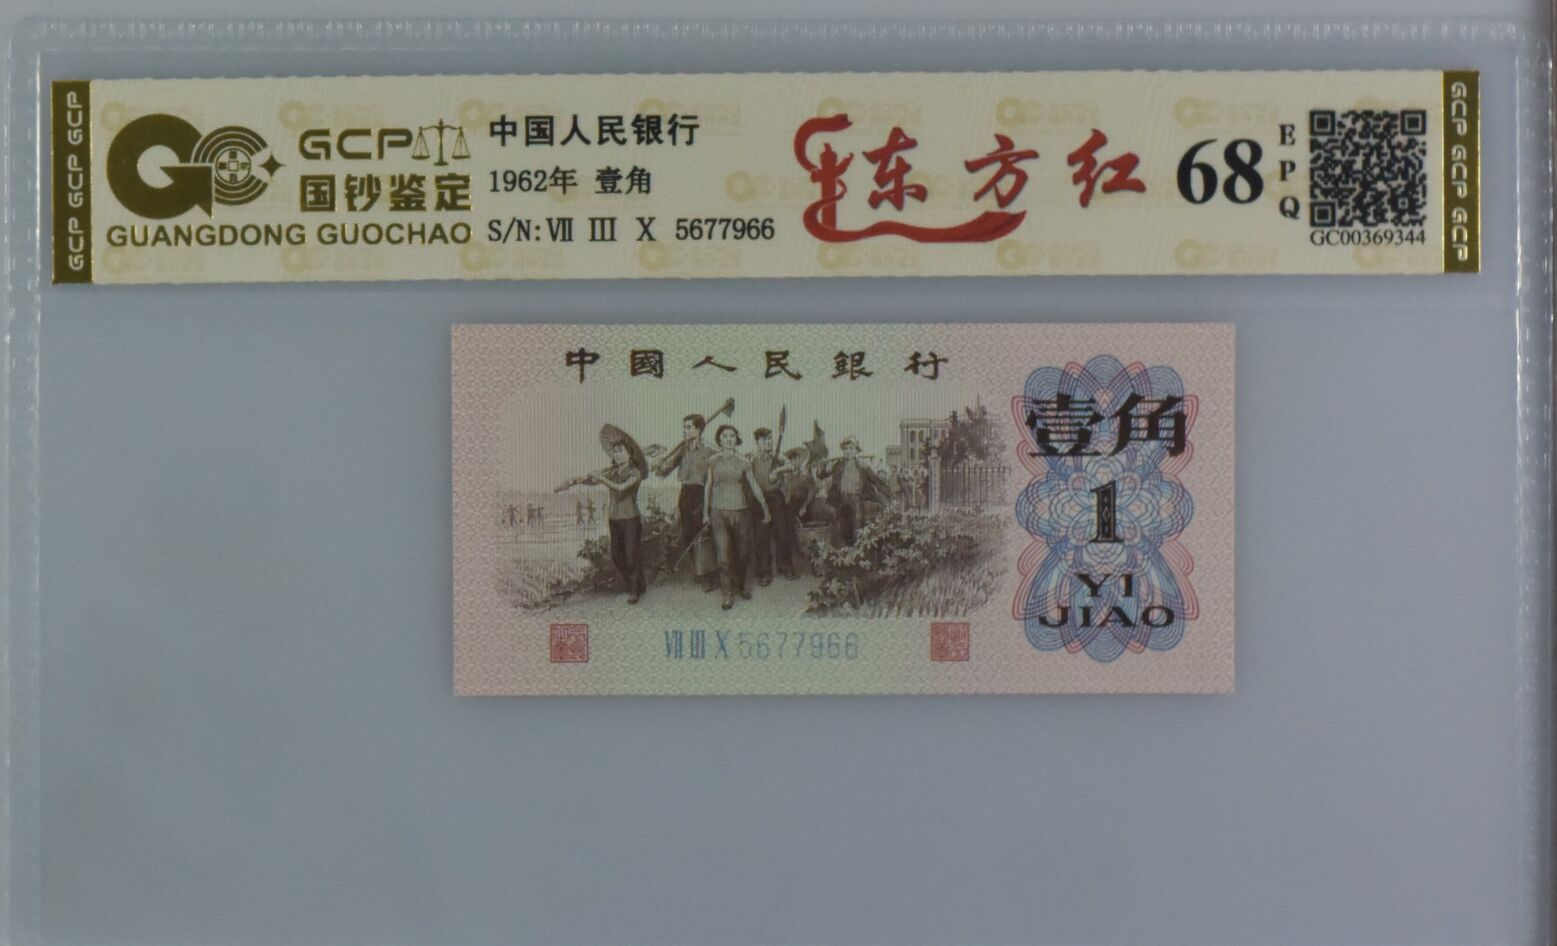 GCP GCP GCP
GCP
国钞鉴定
GUANGDONG GUOCHAO
中国人民银行
1962年 壹角
S/N: Ⅶ Ⅲ X 5677966
东方红
68
EPQ
GC00369344
GCP GCP GCP
中國人民銀行
壹角
1
YI
JIAO
Ⅶ Ⅲ X 5677966